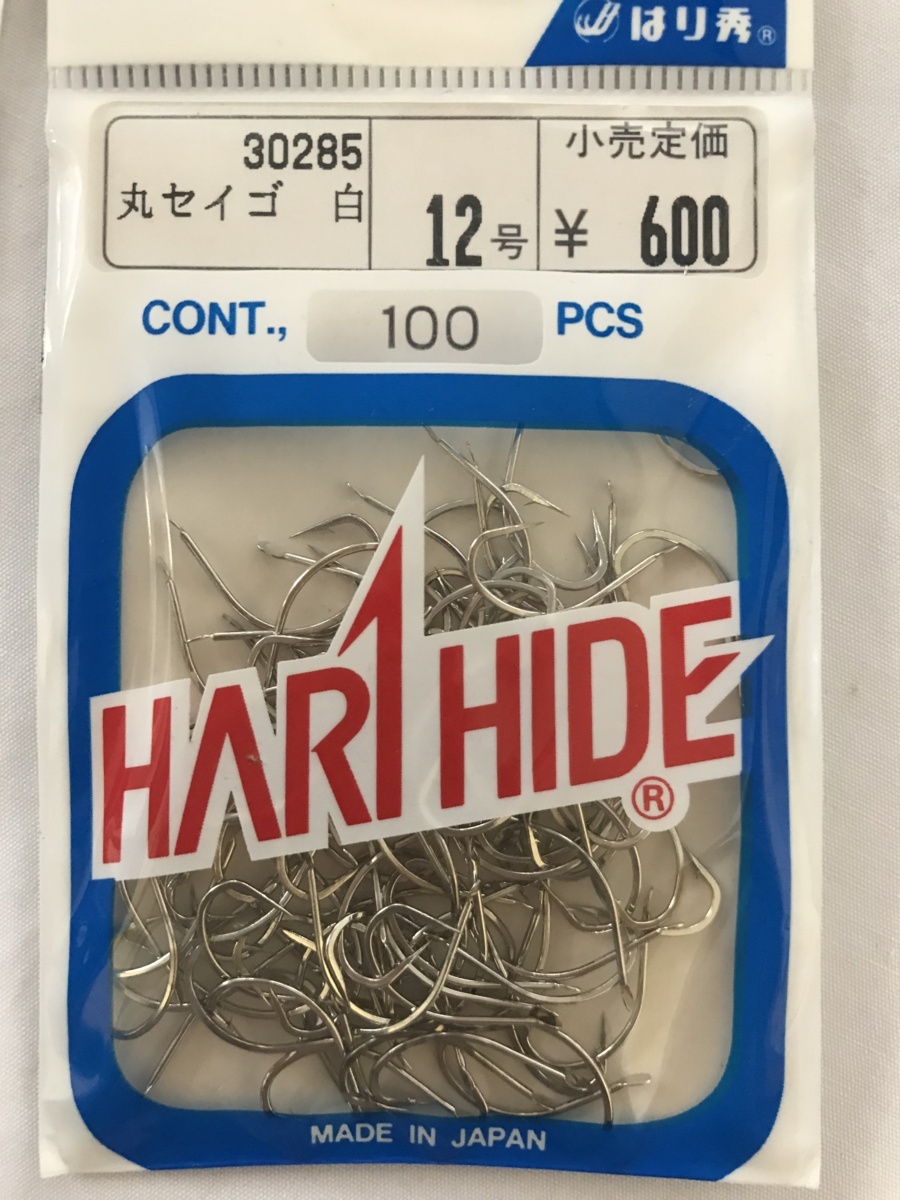 はり秀®
30285
丸セイゴ 白
12号
小売定価
¥ 600
CONT., 100 PCS
HARI HIDE®
MADE IN JAPAN